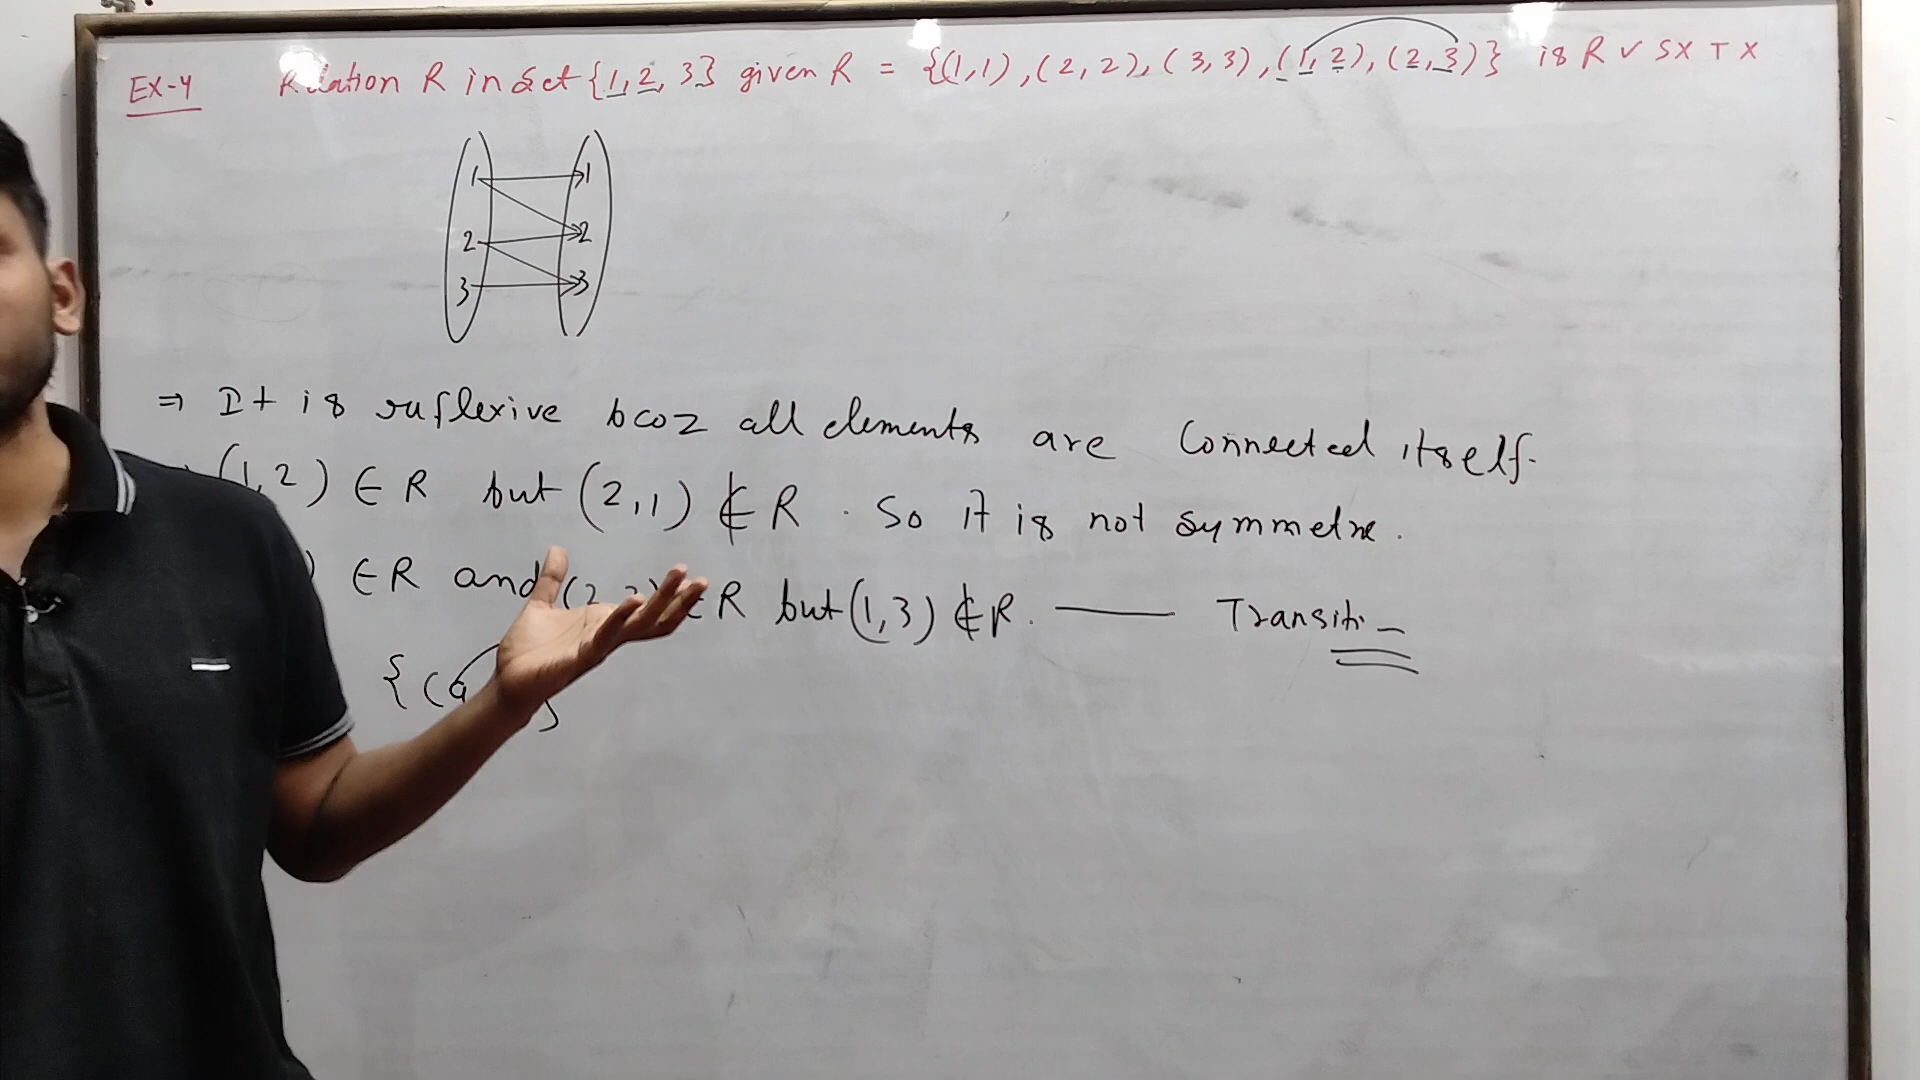 EX-4 Relation R in Set {1,2,3} given R = {(1,1),(2,2),(3,3),(1,2),(2,3)} is R ✓ S X T X
1 1
2 2
3 3
⇒ It is reflexive bcoz all elements are Connected itself.
(1,2) ∈ R but (2,1) ∉ R. So it is not symmetric.
) ∈ R and (2, ∈ R but (1,3) ∉ R. —— Transiti_
{(a }